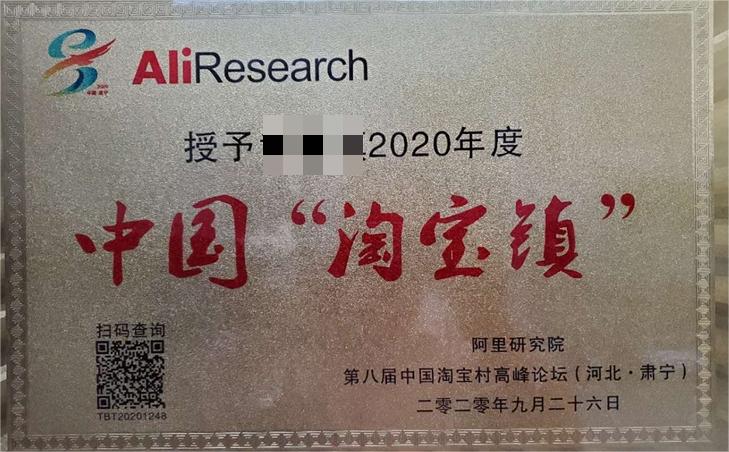 AliResearch
授予 2020年度
中国“淘宝镇”
扫码查询
TBT20201248
阿里研究院
第八届中国淘宝村高峰论坛（河北·肃宁）
二零二零年九月二十六日